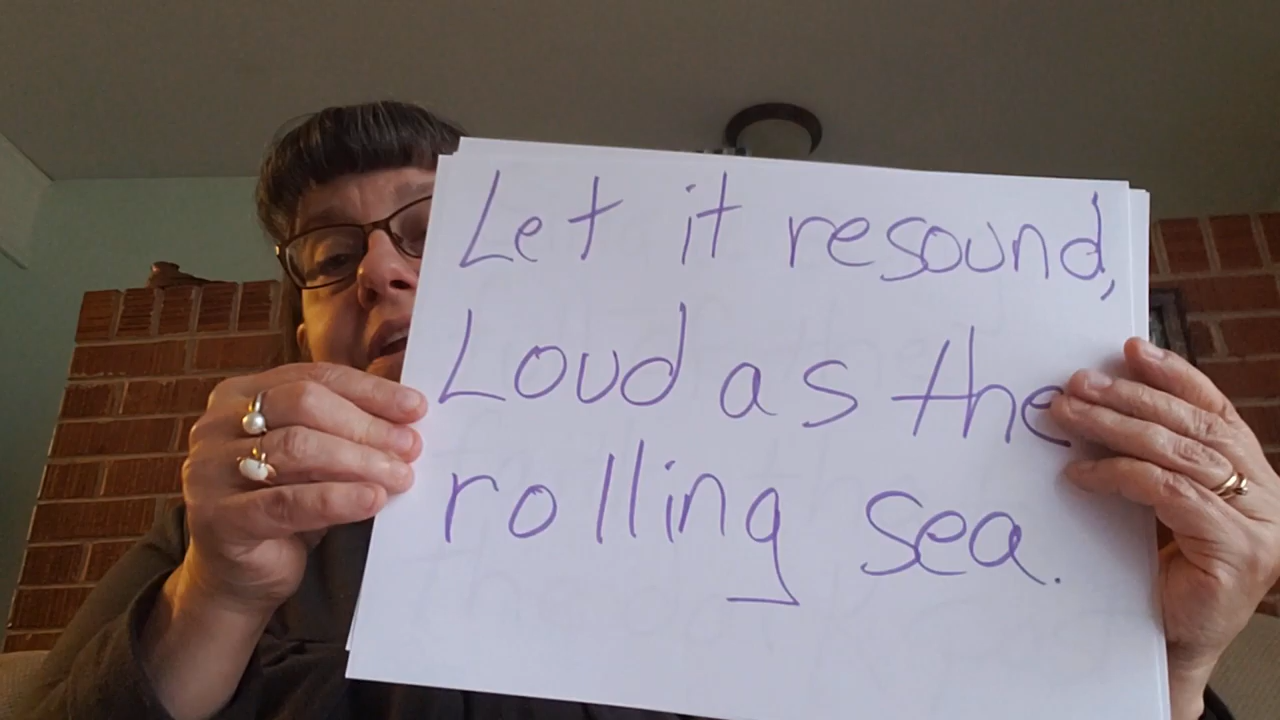 Let it resound,
Loud as the
rolling sea.